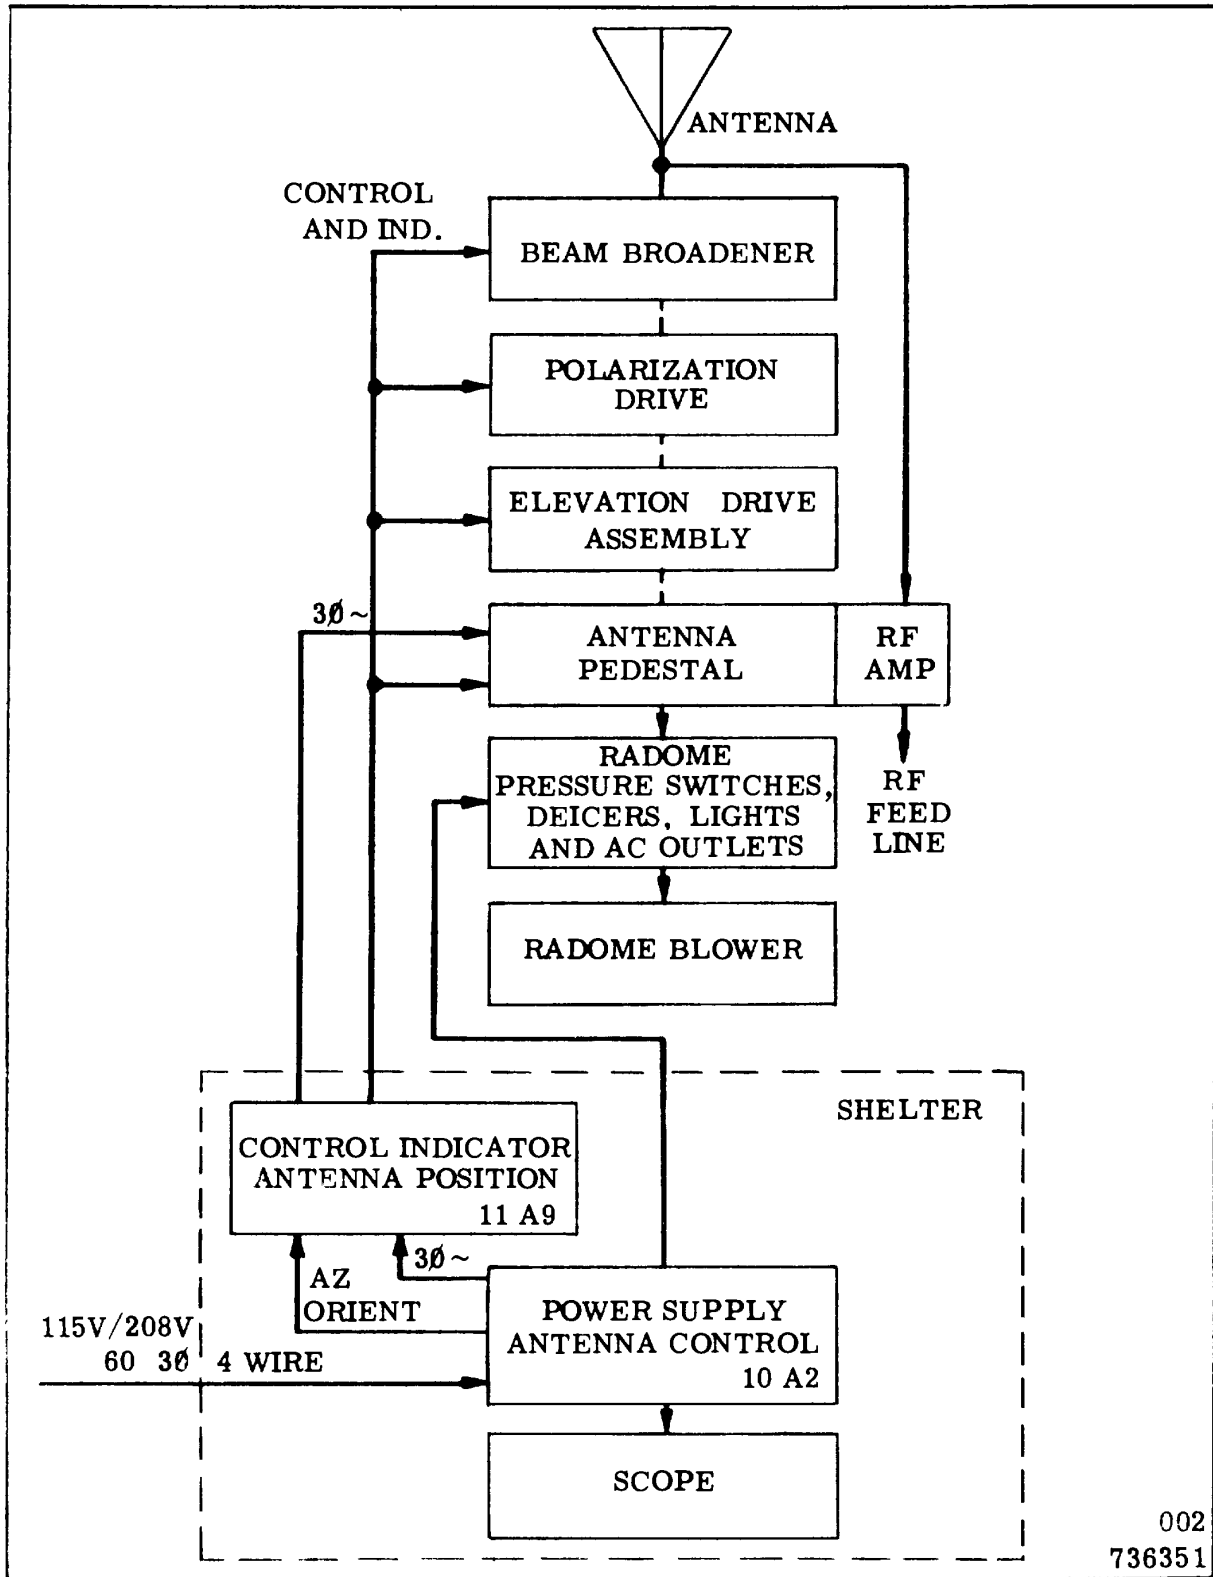 ANTENNA
CONTROL
AND IND.
BEAM BROADENER
POLARIZATION
DRIVE
ELEVATION DRIVE
ASSEMBLY
3Ø~
ANTENNA
PEDESTAL
RF
AMP
RADOME
PRESSURE SWITCHES,
DEICERS, LIGHTS
AND AC OUTLETS
RF
FEED
LINE
RADOME BLOWER
SHELTER
CONTROL INDICATOR
ANTENNA POSITION
11 A9
3Ø~
AZ
ORIENT
POWER SUPPLY
ANTENNA CONTROL
10 A2
115V/208V
60 3Ø 4 WIRE
SCOPE
002
736351